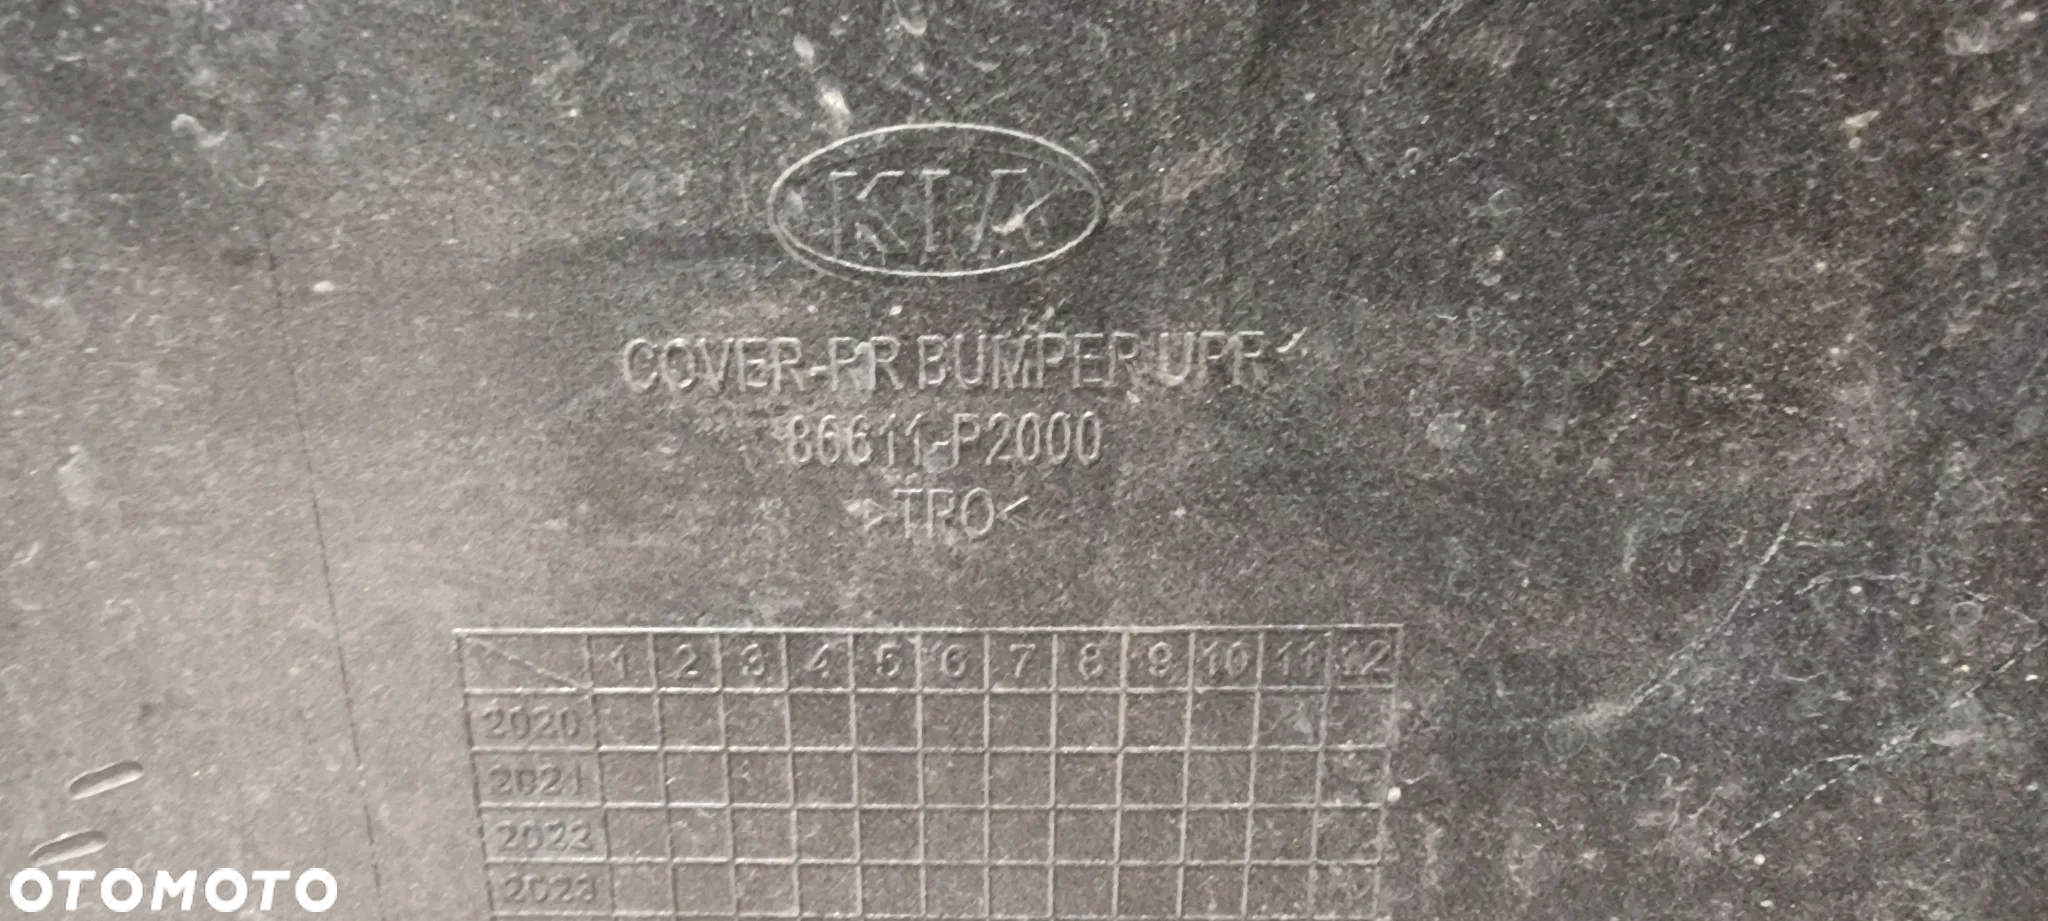 KIA
COVER-RR BUMPER UPR
86611-P2000
>TPO<
1 2 3 4 5 6 7 8 9 10 11 12
2020
2021
2022
2023
OTOMOTO